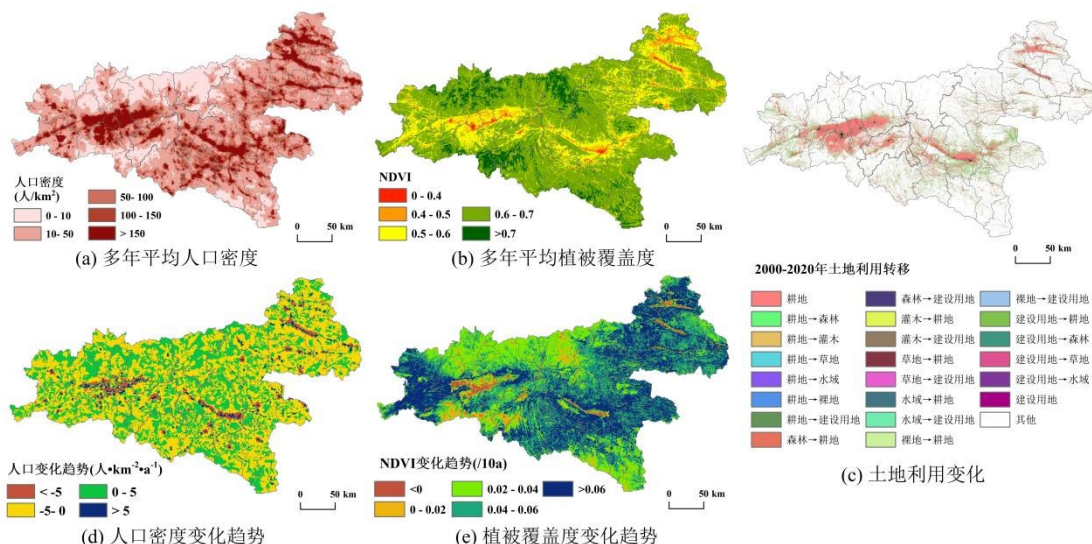 人口密度
(人/km²)
0 - 10
10- 50
50- 100
100 - 150
> 150
0 50 km
(a) 多年平均人口密度
NDVI
0 - 0.4
0.4 - 0.5
0.5 - 0.6
0.6 - 0.7
>0.7
0 50 km
(b) 多年平均植被覆盖度
0 50 km
2000-2020年土地利用转移
耕地
耕地→森林
耕地→灌木
耕地→草地
耕地→水域
耕地→裸地
耕地→建设用地
森林→耕地
森林→建设用地
灌木→耕地
灌木→建设用地
草地→耕地
草地→建设用地
水域→耕地
水域→建设用地
裸地→耕地
裸地→建设用地
建设用地→耕地
建设用地→森林
建设用地→草地
建设用地→水域
建设用地
其他
(c) 土地利用变化
人口变化趋势(人•km⁻²•a⁻¹)
< -5
-5- 0
0 - 5
> 5
0 50 km
(d) 人口密度变化趋势
NDVI变化趋势(/10a)
<0
0 - 0.02
0.02 - 0.04
0.04 - 0.06
>0.06
0 50 km
(e) 植被覆盖度变化趋势